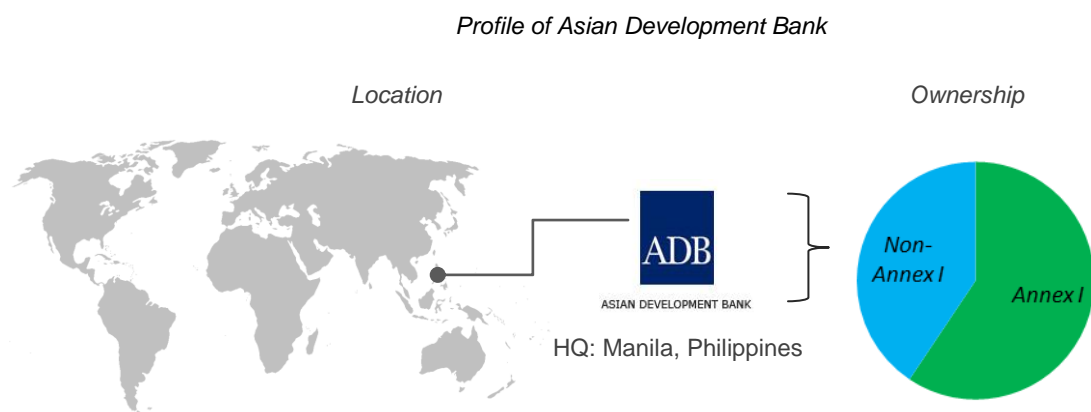 Profile of Asian Development Bank
Location
Ownership
ADB
ASIAN DEVELOPMENT BANK
HQ: Manila, Philippines
Non-
Annex I
Annex I